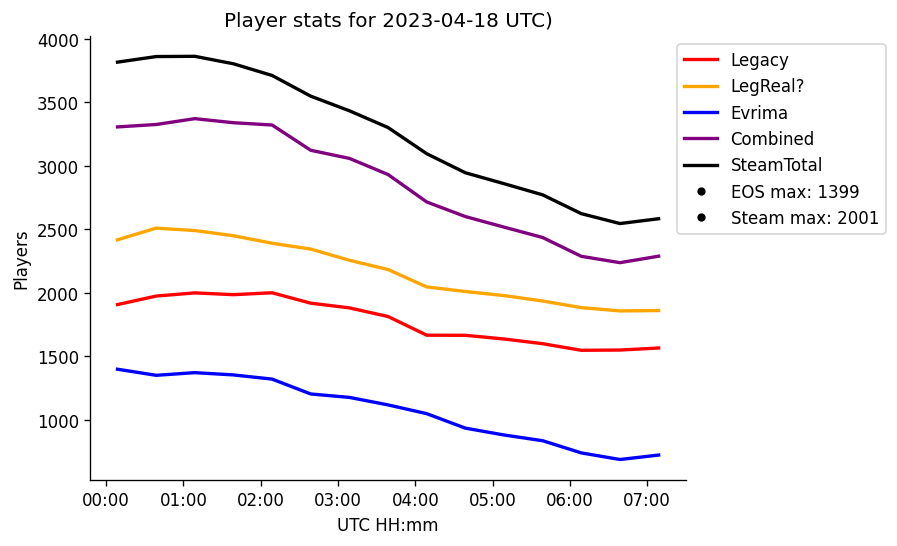 Player stats for 2023-04-18 UTC)
4000
3500
3000
2500
2000
1500
1000
Players
00:00 01:00 02:00 03:00 04:00 05:00 06:00 07:00
UTC HH:mm
Legacy
LegReal?
Evrima
Combined
SteamTotal
EOS max: 1399
Steam max: 2001